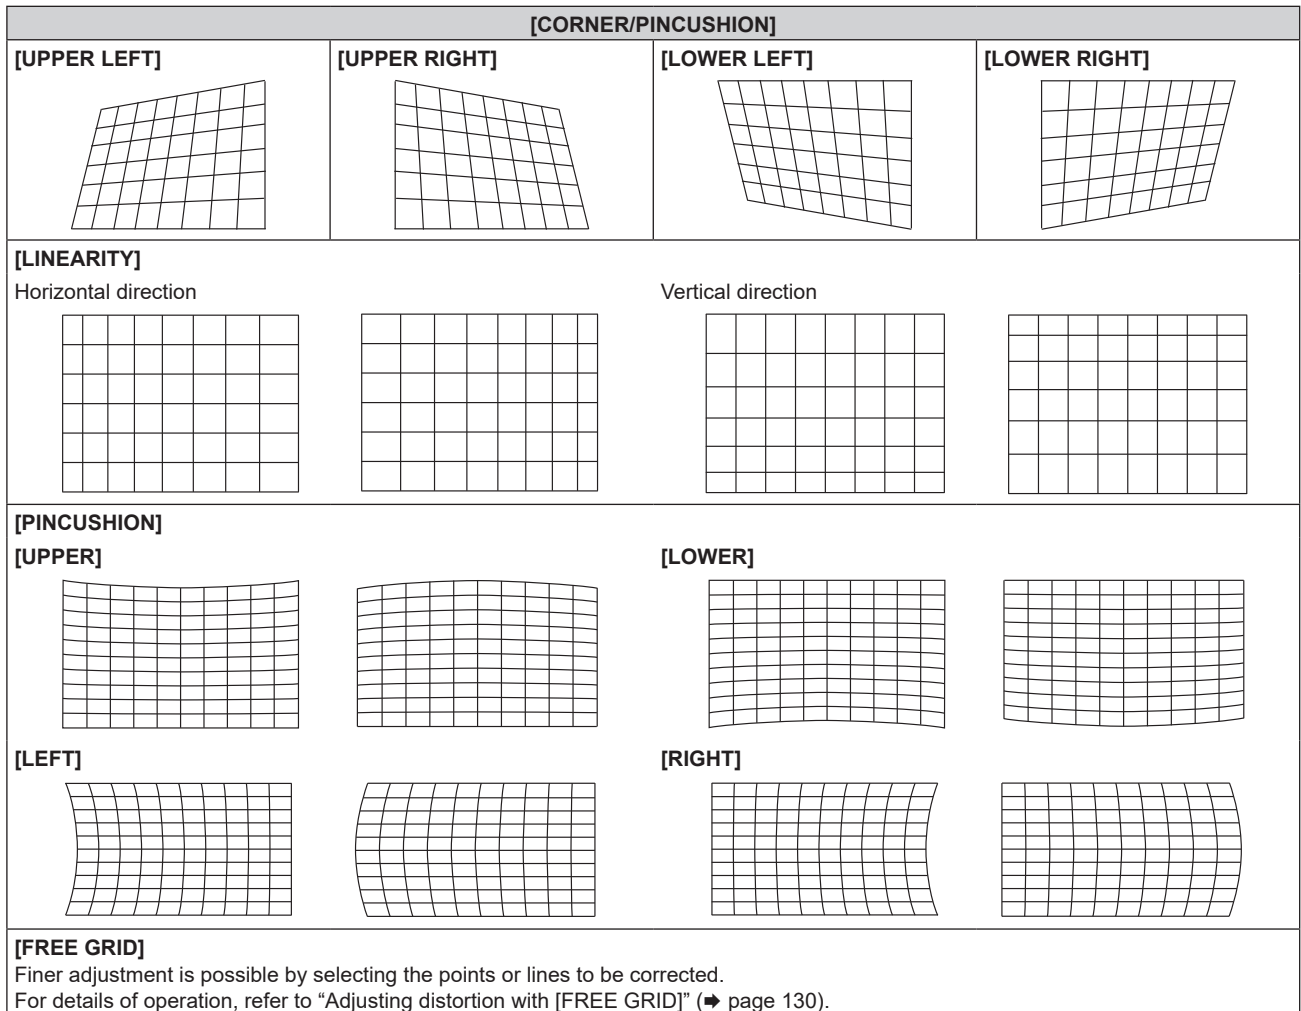 [CORNER/PINCUSHION]
[UPPER LEFT]
[UPPER RIGHT]
[LOWER LEFT]
[LOWER RIGHT]
[LINEARITY]
Horizontal direction
Vertical direction
[PINCUSHION]
[UPPER]
[LOWER]
[LEFT]
[RIGHT]
[FREE GRID]
Finer adjustment is possible by selecting the points or lines to be corrected.
For details of operation, refer to “Adjusting distortion with [FREE GRID]” (➡ page 130).